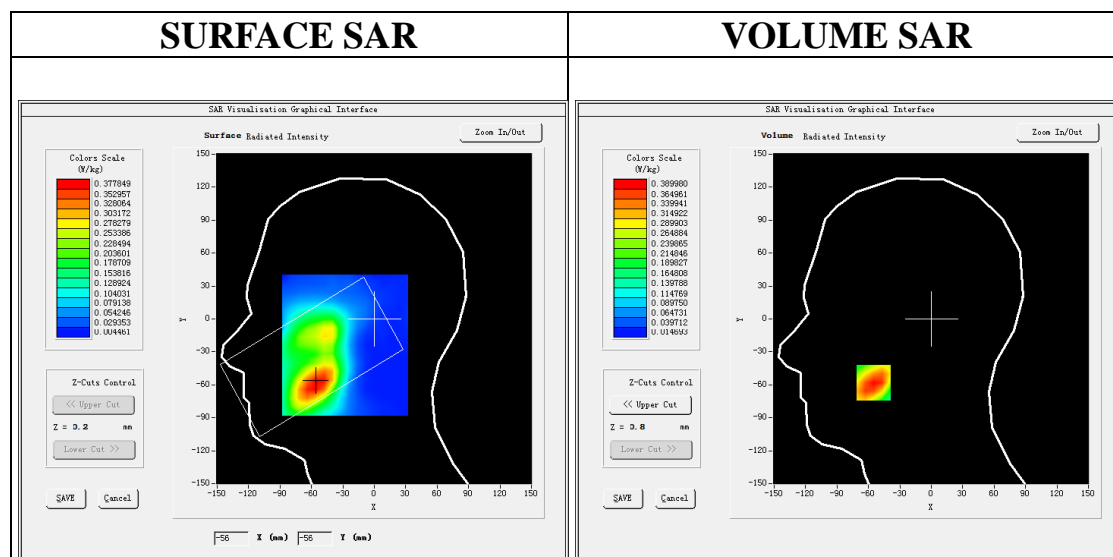 SURFACE SAR
VOLUME SAR
SAR Visualisation Graphical Interface
Surface Radiated Intensity
Zoom In/Out
Colors Scale
(W/kg)
0.377849
0.352957
0.328064
0.303172
0.278279
0.253386
0.228494
0.203601
0.178709
0.153816
0.128924
0.104031
0.079138
0.054246
0.029353
0.004461
Z-Cuts Control
<< Upper Cut
Z = 0.2 mm
Lower Cut >>
SAVE Cancel
150
120
90
60
30
0
-30
-60
-90
-120
-150
Y
-150 -120 -90 -60 -30 0 30 60 90 120 150
X
-56 X (mm) -56 Y (mm)
SAR Visualisation Graphical Interface
Volume Radiated Intensity
Zoom In/Out
Colors Scale
(W/kg)
0.389980
0.364961
0.339941
0.314922
0.289903
0.264884
0.239865
0.214846
0.189827
0.164808
0.139788
0.114769
0.089750
0.064731
0.039712
0.014693
Z-Cuts Control
<< Upper Cut
Z = 0.8 mm
Lower Cut >>
SAVE Cancel
150
120
90
60
30
0
-30
-60
-90
-120
-150
Y
-150 -120 -90 -60 -30 0 30 60 90 120 150
X